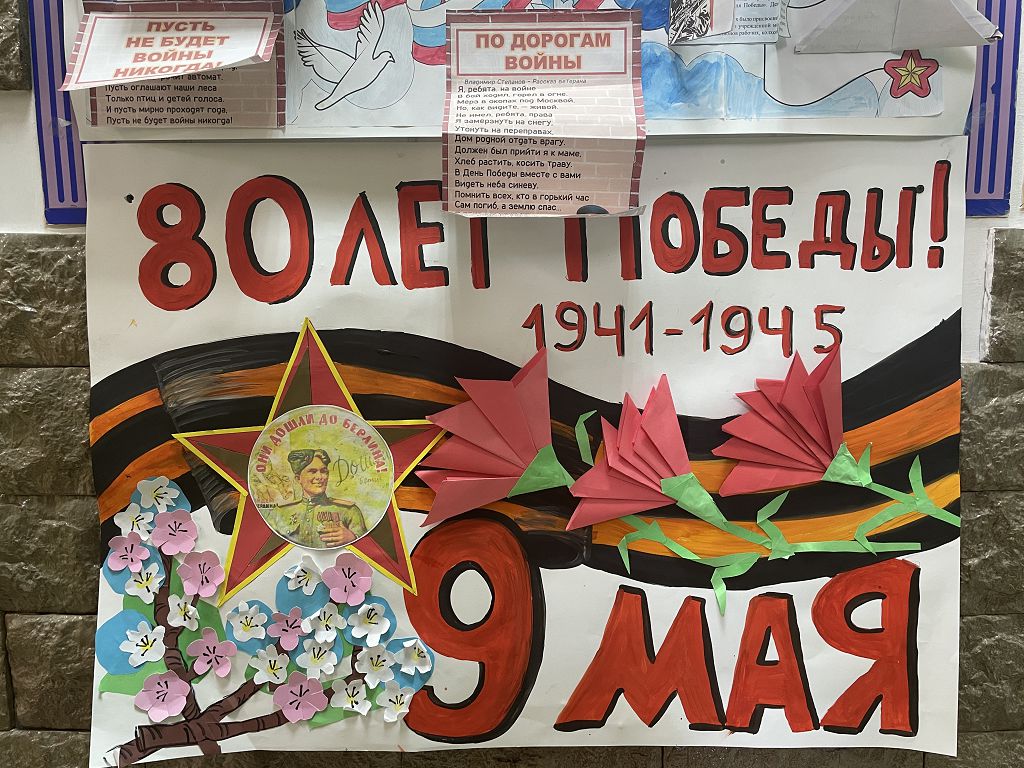 ПУСТЬ
НЕ БУДЕТ
ВОЙНЫ
НИКОГДА!
автомат.
Пусть оглашают наши леса
Только птиц и детей голоса.
И пусть мирно проходят года,
Пусть не будет войны никогда!
ПО ДОРОГАМ
ВОЙНЫ
Владимир Степанов - Рассказ ветерана
Я, ребята, на войне
В бой ходил, горел в огне.
Мёрз в окопах под Москвой,
Но, как видите, — живой.
Не имел, ребята, права
Я замёрзнуть на снегу,
Утонуть на переправах,
Дом родной отдать врагу.
Должен был прийти я к маме,
Хлеб растить, косить траву.
В День Победы вместе с вами
Видеть неба синеву.
Помнить всех, кто в горький час
Сам погиб, а землю спас
80 ЛЕТ ПОБЕДЫ!
1941-1945
ОНИ ДОШЛИ ДО БЕРЛИНА!
9 МАЯ